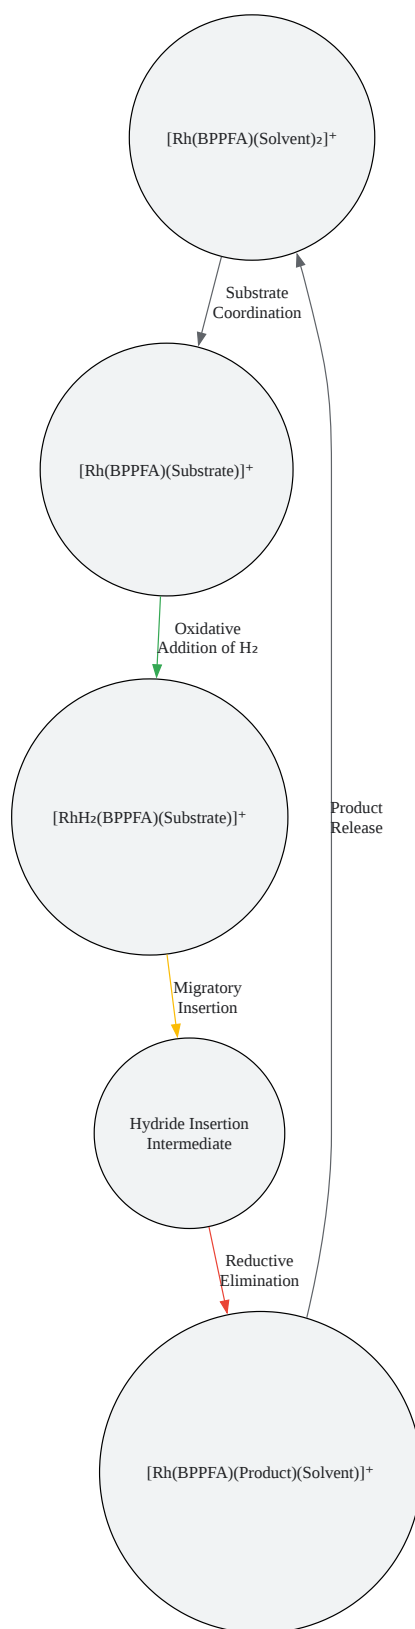 [Rh(BPPFA)(Solvent)₂]⁺
Substrate
Coordination
[Rh(BPPFA)(Substrate)]⁺
Oxidative
Addition of H₂
[RhH₂(BPPFA)(Substrate)]⁺
Product
Release
Migratory
Insertion
Hydride Insertion
Intermediate
Reductive
Elimination
[Rh(BPPFA)(Product)(Solvent)]⁺